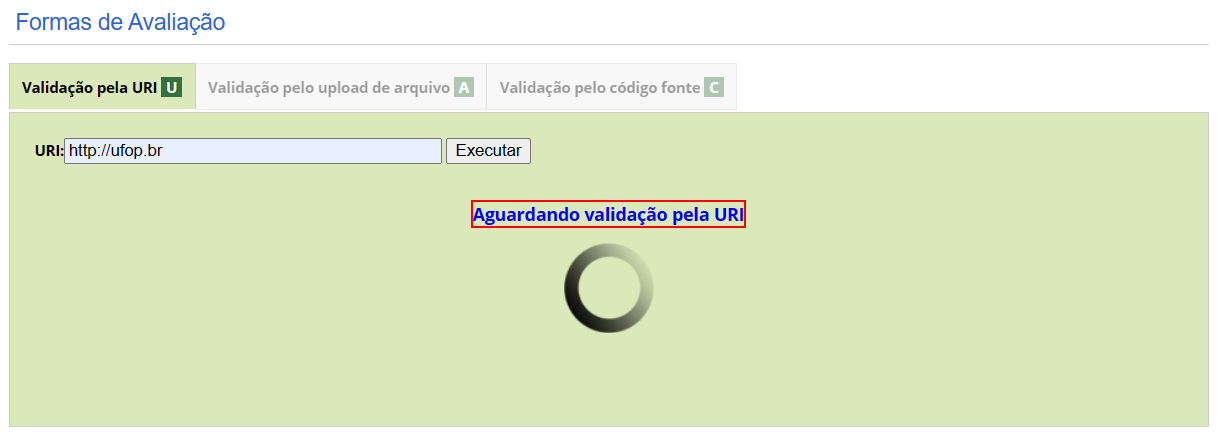 Formas de Avaliação
Validação pela URI U Validação pelo upload de arquivo A Validação pelo código fonte C
URI: http://ufop.br Executar
Aguardando validação pela URI